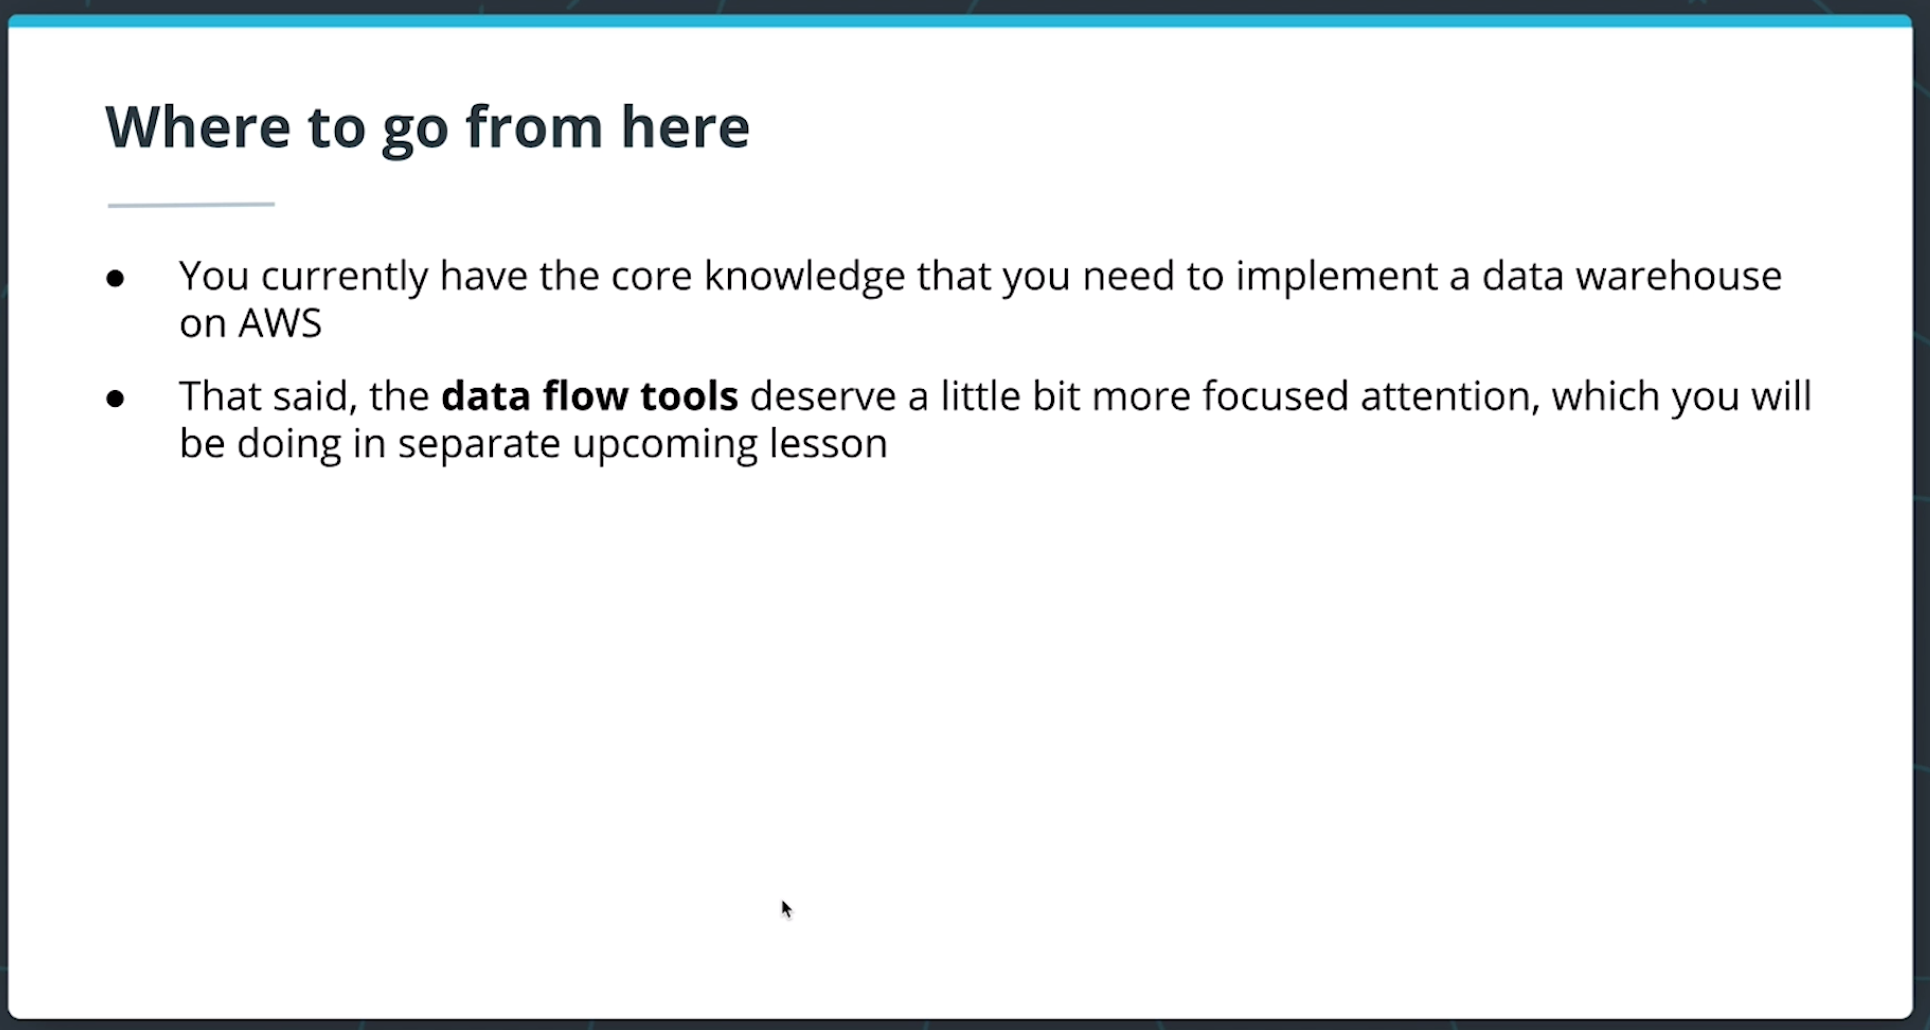 Where to go from here
● You currently have the core knowledge that you need to implement a data warehouse
on AWS
● That said, the data flow tools deserve a little bit more focused attention, which you will
be doing in separate upcoming lesson